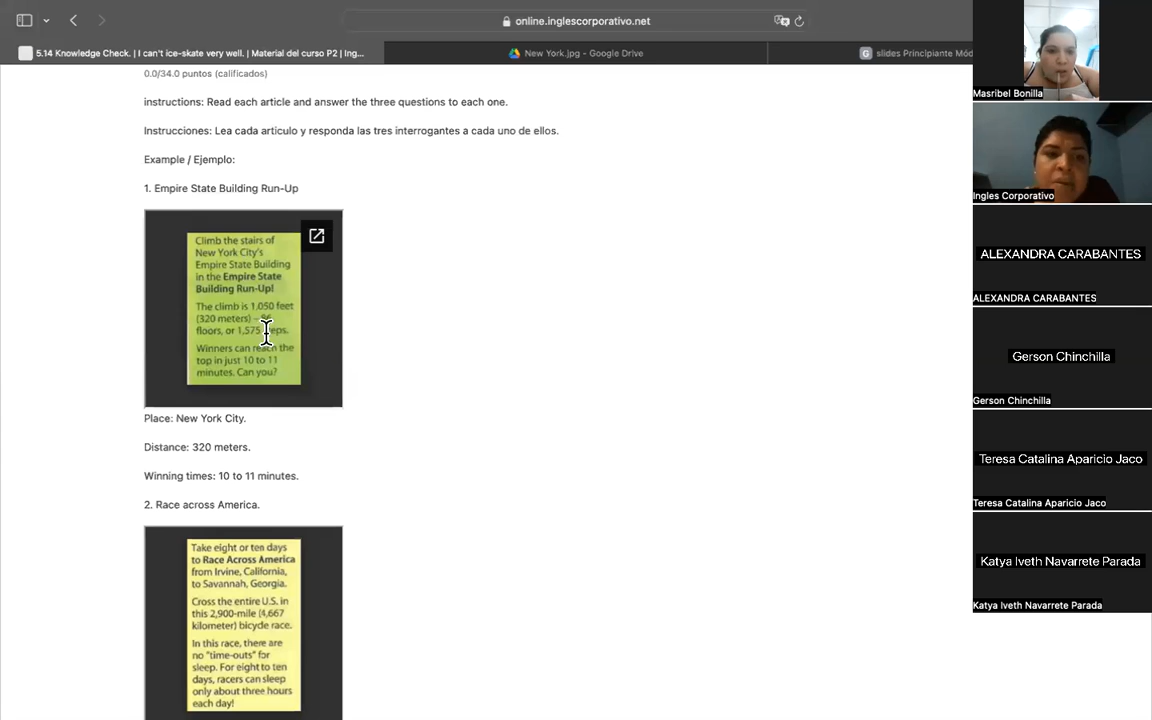 online.inglescorporativo.net
5.14 Knowledge Check. | I can't ice-skate very well. | Material del curso P2 | Ing...
New York.jpg - Google Drive
slides Principiante Mód
0.0/34.0 puntos (calificados)
instructions: Read each article and answer the three questions to each one.
Instrucciones: Lea cada artículo y responda las tres interrogantes a cada uno de ellos.
Example / Ejemplo:
1. Empire State Building Run-Up
Climb the stairs of
New York City's
Empire State Building
in the Empire State
Building Run-Up!
The climb is 1.050 feet
(320 meters) –
floors, or 1,575
Winners can reach the
top in just 10 to 11
minutes. Can you?
Place: New York City.
Distance: 320 meters.
Winning times: 10 to 11 minutes.
2. Race across America.
Take eight or ten days
to Race Across America
from Irvine, California,
to Savannah, Georgia.
Cross the entire U.S. in
this 2,900-mile (4,667
kilometer) bicycle race.
In this race, there are
no "time-outs" for
sleep. For eight to ten
days, racers can sleep
only about three hours
each day!
Masribel Bonilla
Ingles Corporativo
ALEXANDRA CARABANTES
ALEXANDRA CARABANTES
Gerson Chinchilla
Gerson Chinchilla
Teresa Catalina Aparicio Jaco
Teresa Catalina Aparicio Jaco
Katya Iveth Navarrete Parada
Katya Iveth Navarrete Parada